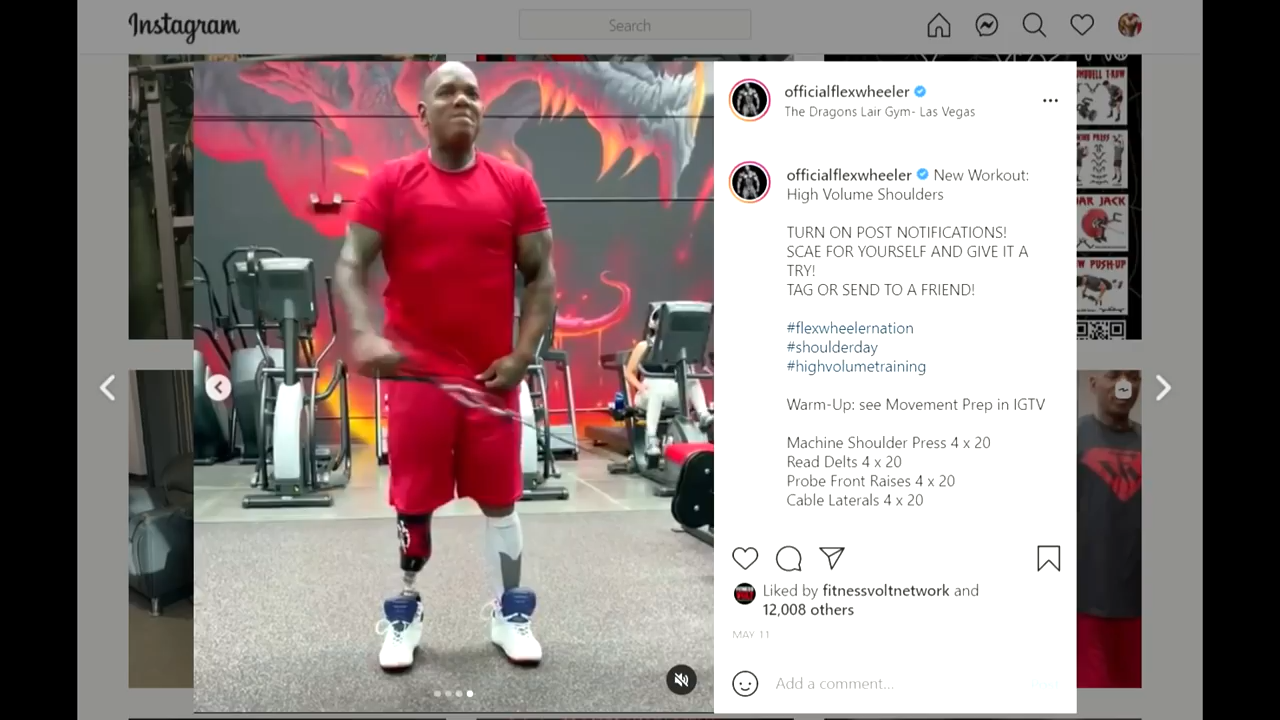 Instagram
Search
officialflexwheeler
The Dragons Lair Gym- Las Vegas
officialflexwheeler New Workout:
High Volume Shoulders
TURN ON POST NOTIFICATIONS!
SCAE FOR YOURSELF AND GIVE IT A
TRY!
TAG OR SEND TO A FRIEND!
#flexwheelernation
#shoulderday
#highvolumetraining
Warm-Up: see Movement Prep in IGTV
Machine Shoulder Press 4 x 20
Read Delts 4 x 20
Probe Front Raises 4 x 20
Cable Laterals 4 x 20
Liked by fitnessvoltnetwork and
12,008 others
MAY 11
Add a comment...